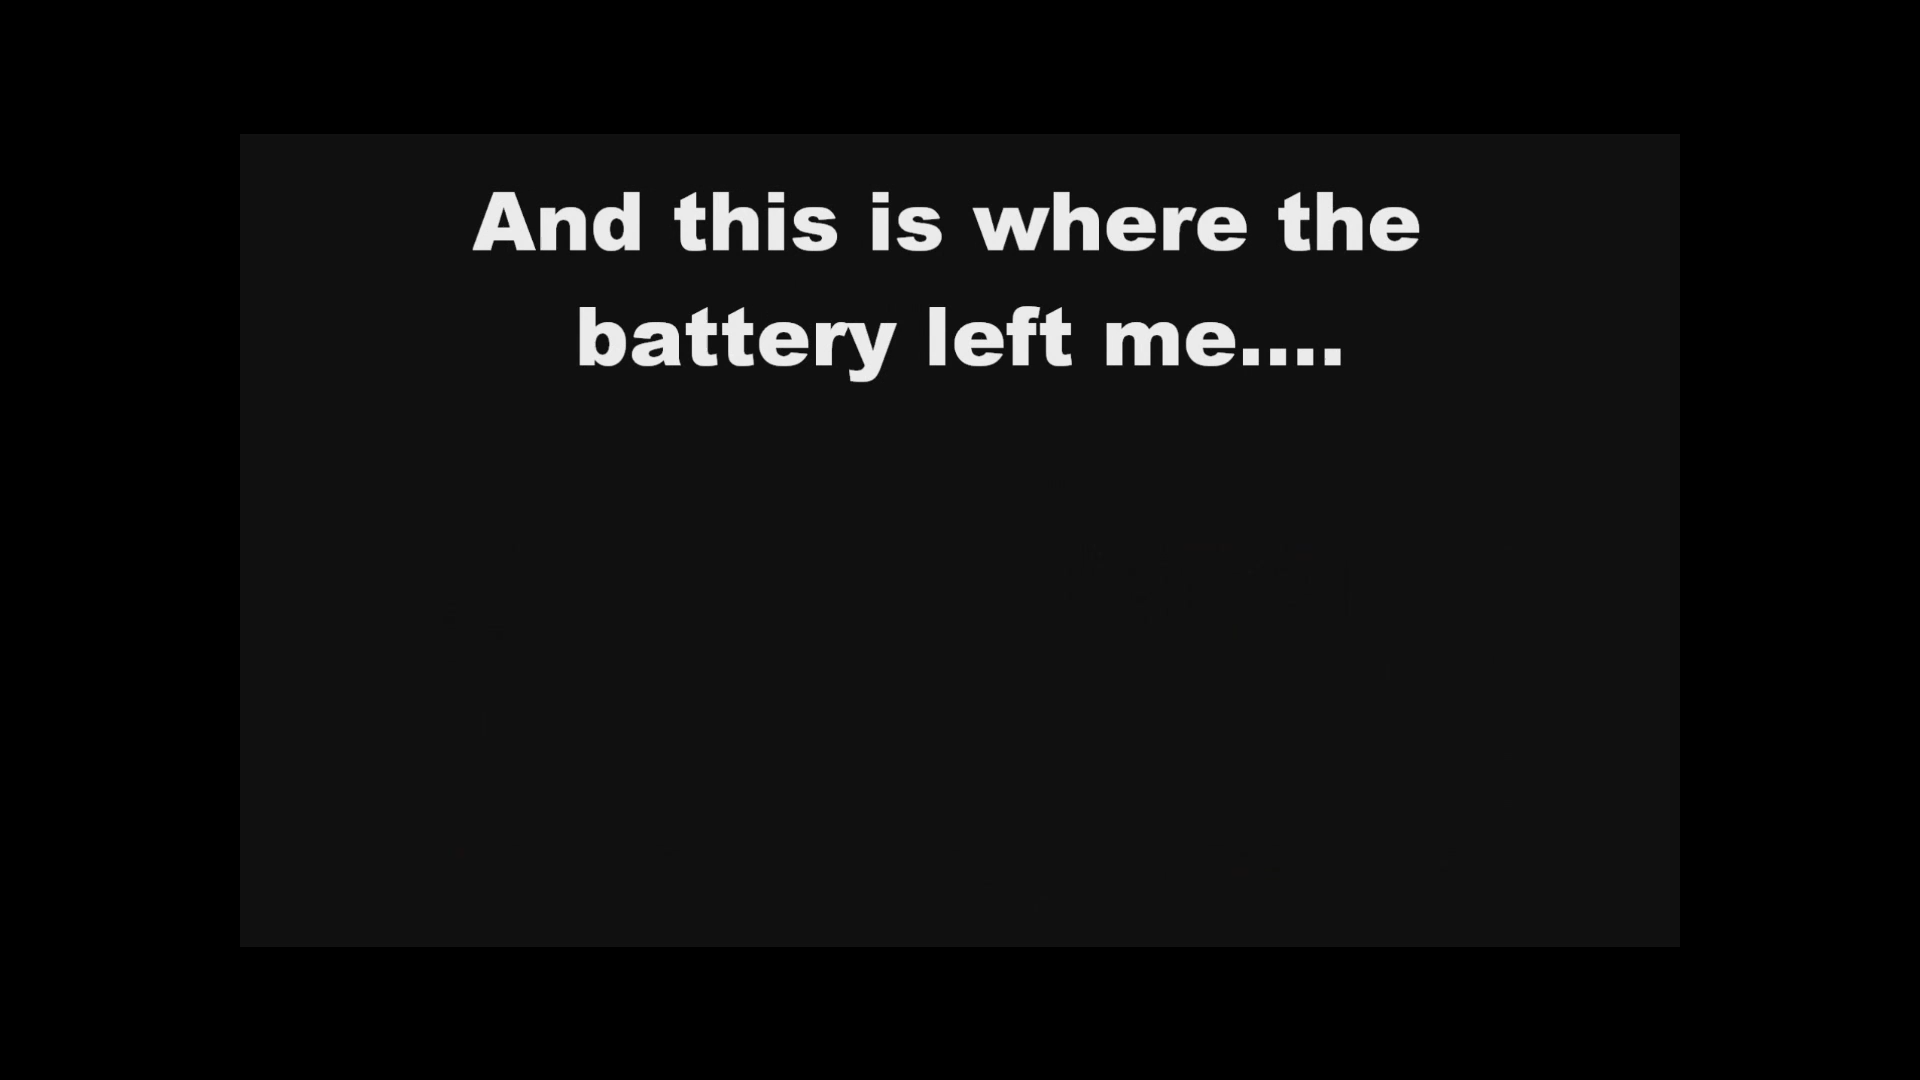 And this is where the
battery left me....